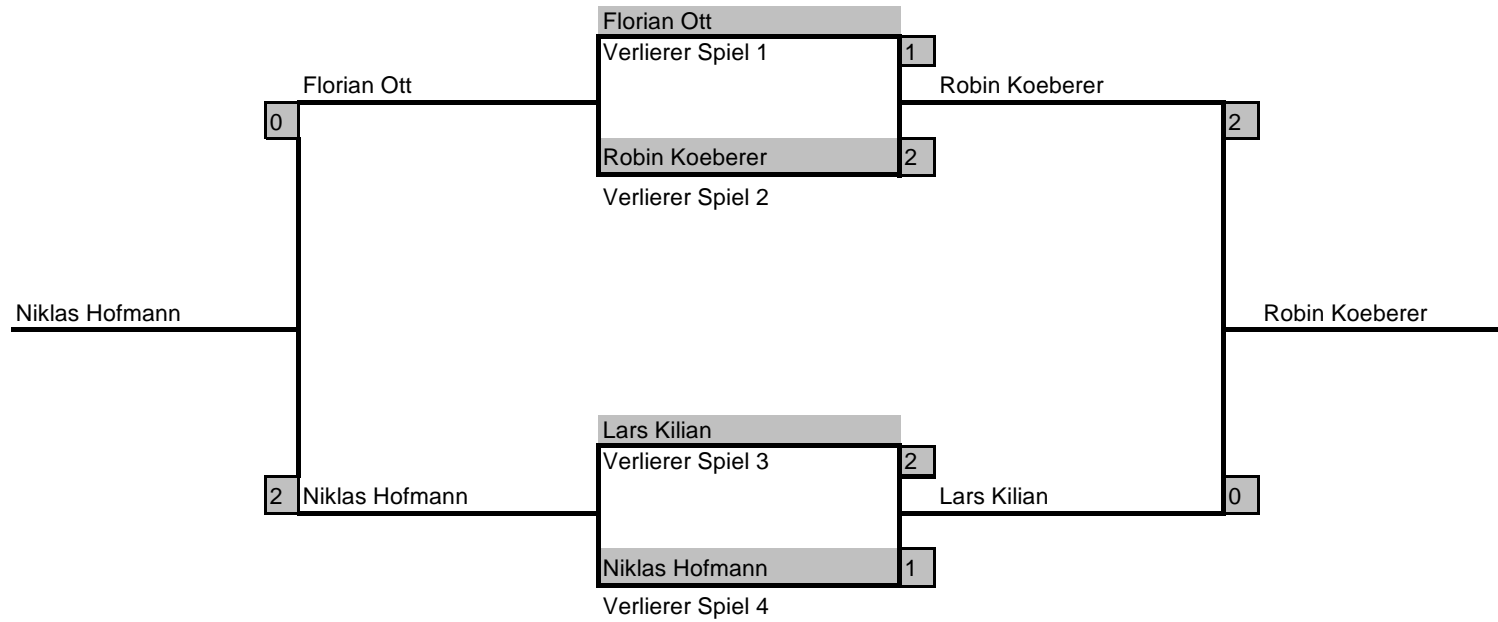 Florian Ott
Verlierer Spiel 1
1
Florian Ott
Robin Koeberer
0
2
Robin Koeberer
2
Verlierer Spiel 2
Niklas Hofmann
Robin Koeberer
Lars Kilian
Verlierer Spiel 3
2
2
Niklas Hofmann
Lars Kilian
0
Niklas Hofmann
1
Verlierer Spiel 4